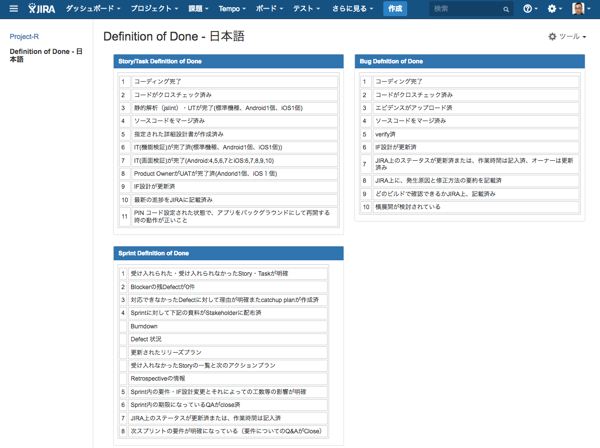 JIRA ダッシュボード プロジェクト 課題 Tempo ボード テスト さらに見る 作成 検索
Project-R
Definition of Done - 日本語
Definition of Done - 日本語
ツール
Story/Task Definition of Done
1 コーディング完了
2 コードがクロスチェック済み
3 静的解析（jslint）・UTが完了(標準機種、Android1個、iOS1個)
4 ソースコードをマージ済み
5 指定された詳細設計書が作成済み
6 IT(機能検証)が完了済(標準機種、Android1個、iOS1個))
7 IT(画面検証)が完了(Android:4,5,6,7とiOS:6,7,8,9,10)
8 Product OwnerがUATが完了済(Andorid1個、iOS１個)
9 IF設計が更新済
10 最新の進捗をJIRAに記載済み
11 PIN コード設定された状態で、アプリをバックグラウンドにして再開する時の動作が正いこと
Bug Definition of Done
1 コーディング完了
2 コードがクロスチェック済み
3 エビデンスがアップロード済
4 ソースコードをマージ済み
5 verify済
6 IF設計が更新済
7 JIRA上のステータスが更新済または、作業時間は記入済、オーナーは更新済み
8 JIRA上に、発生原因と修正方法の要約を記載済
9 どのビルドで確認できるかJIRA上、記載済み
10 横展開が検討されている
Sprint Definition of Done
1 受け入れられた・受け入れられなかったStory・Taskが明確
2 Blockerの残Defectが0件
3 対応できなかったDefectに対して理由が明確またcatchup planが作成済
4 Sprintに対して下記の資料がStakeholderに配布済
Burndown
Defect 状況
更新されたリリーズプラン
受け入れなかったStoryの一覧と次のアクションプラン
Retrospectiveの情報
5 Sprint内の要件・IF設計変更とそれによっての工数等の影響が明確
6 Sprint内の期限になっているQAがclose済
7 JIRA上のステータスが更新済または、作業時間は記入済
8 次スプリントの要件が明確になっている（要件についてのQ&AがClose）